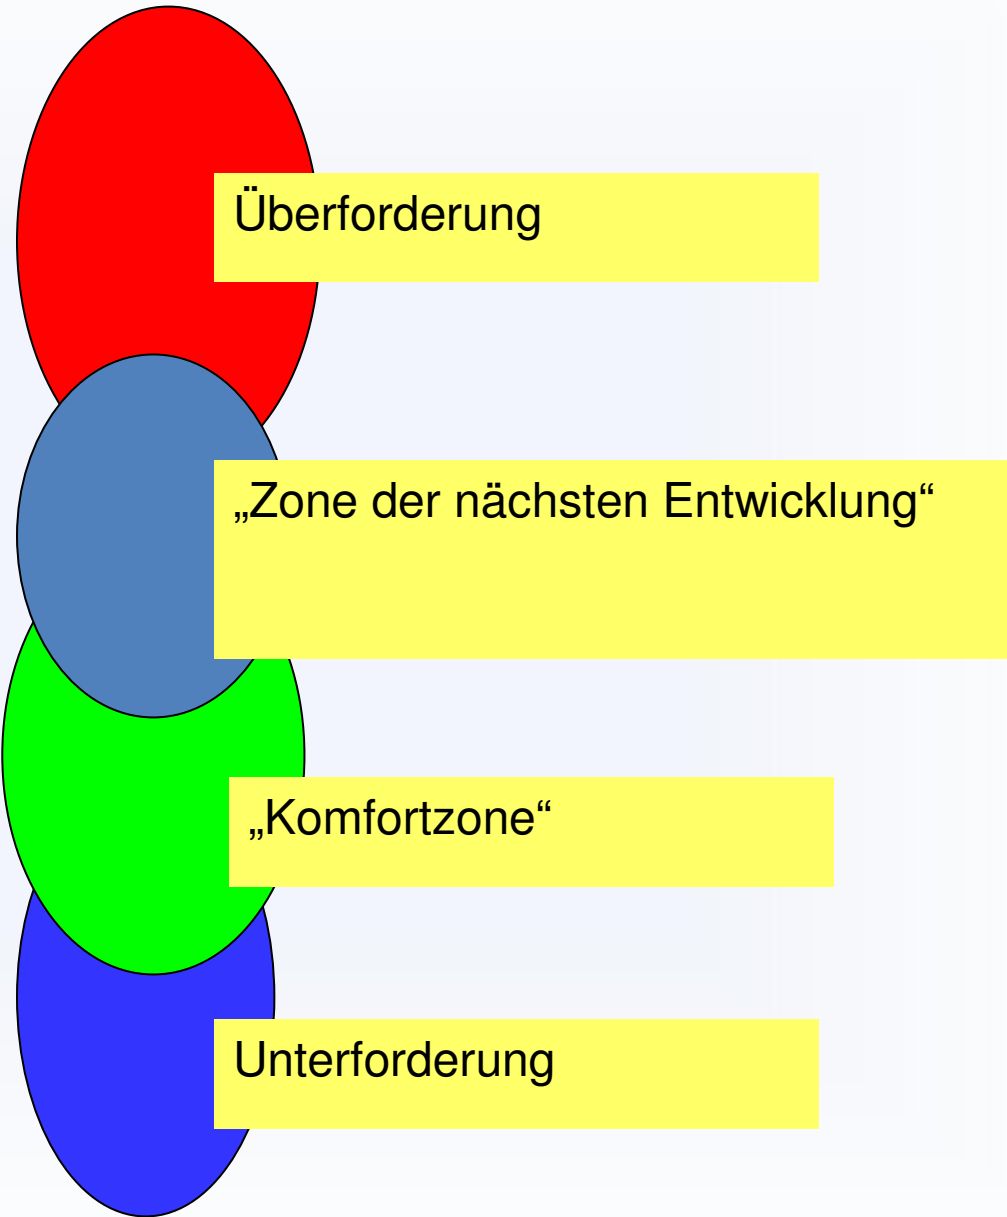 Überforderung
„Zone der nächsten Entwicklung“
„Komfortzone“
Unterforderung